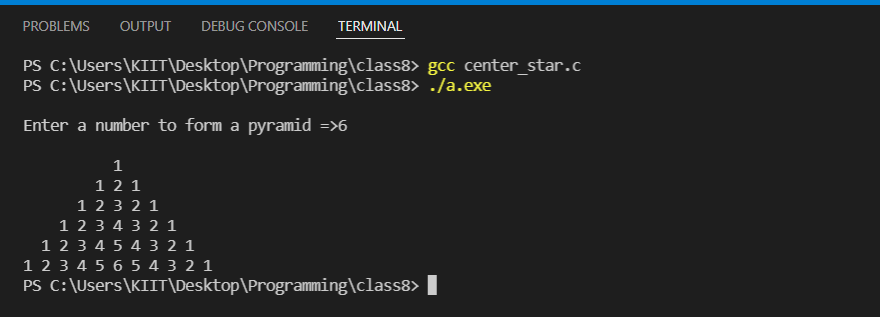 PROBLEMS OUTPUT DEBUG CONSOLE TERMINAL
PS C:\Users\KIIT\Desktop\Programming\class8> gcc center_star.c
PS C:\Users\KIIT\Desktop\Programming\class8> ./a.exe
Enter a number to form a pyramid =>6
          1
        1 2 1
      1 2 3 2 1
    1 2 3 4 3 2 1
  1 2 3 4 5 4 3 2 1
1 2 3 4 5 6 5 4 3 2 1
PS C:\Users\KIIT\Desktop\Programming\class8>